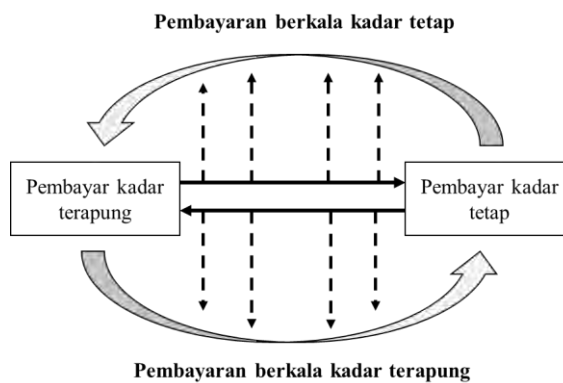 Pembayaran berkala kadar tetap
Pembayar kadar
terapung
Pembayar kadar
tetap
Pembayaran berkala kadar terapung